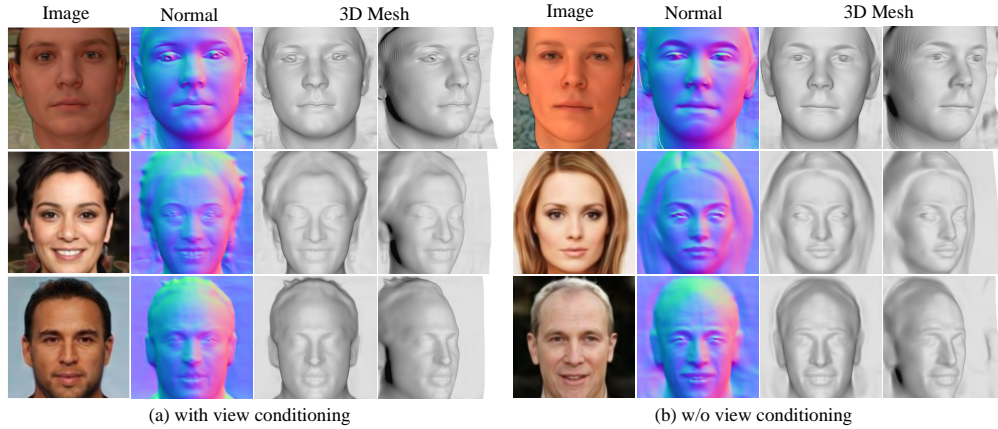 Image Normal 3D Mesh Image Normal 3D Mesh
(a) with view conditioning (b) w/o view conditioning